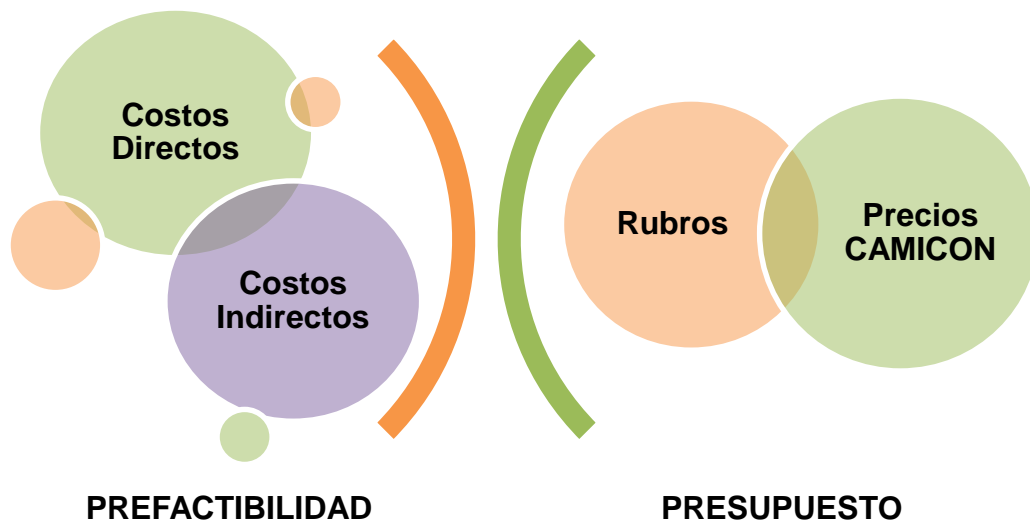 Costos
Directos
Costos
Indirectos
PREFACTIBILIDAD
Rubros
Precios
CAMICON
PRESUPUESTO